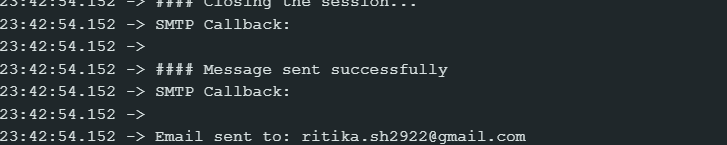 23:42:54.152 -> #### Closing the session...
23:42:54.152 -> SMTP Callback:
23:42:54.152 ->
23:42:54.152 -> #### Message sent successfully
23:42:54.152 -> SMTP Callback:
23:42:54.152 ->
23:42:54.152 -> Email sent to: ritika.sh2922@gmail.com